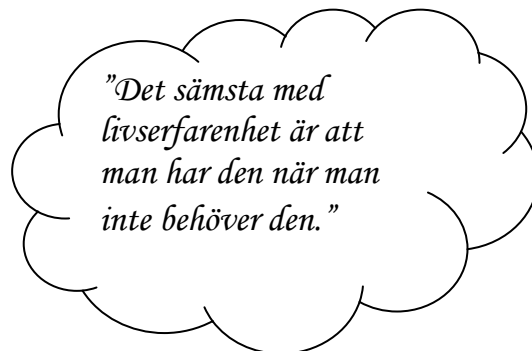 ”Det sämsta med
livserfarenhet är att
man har den när man
inte behöver den.”